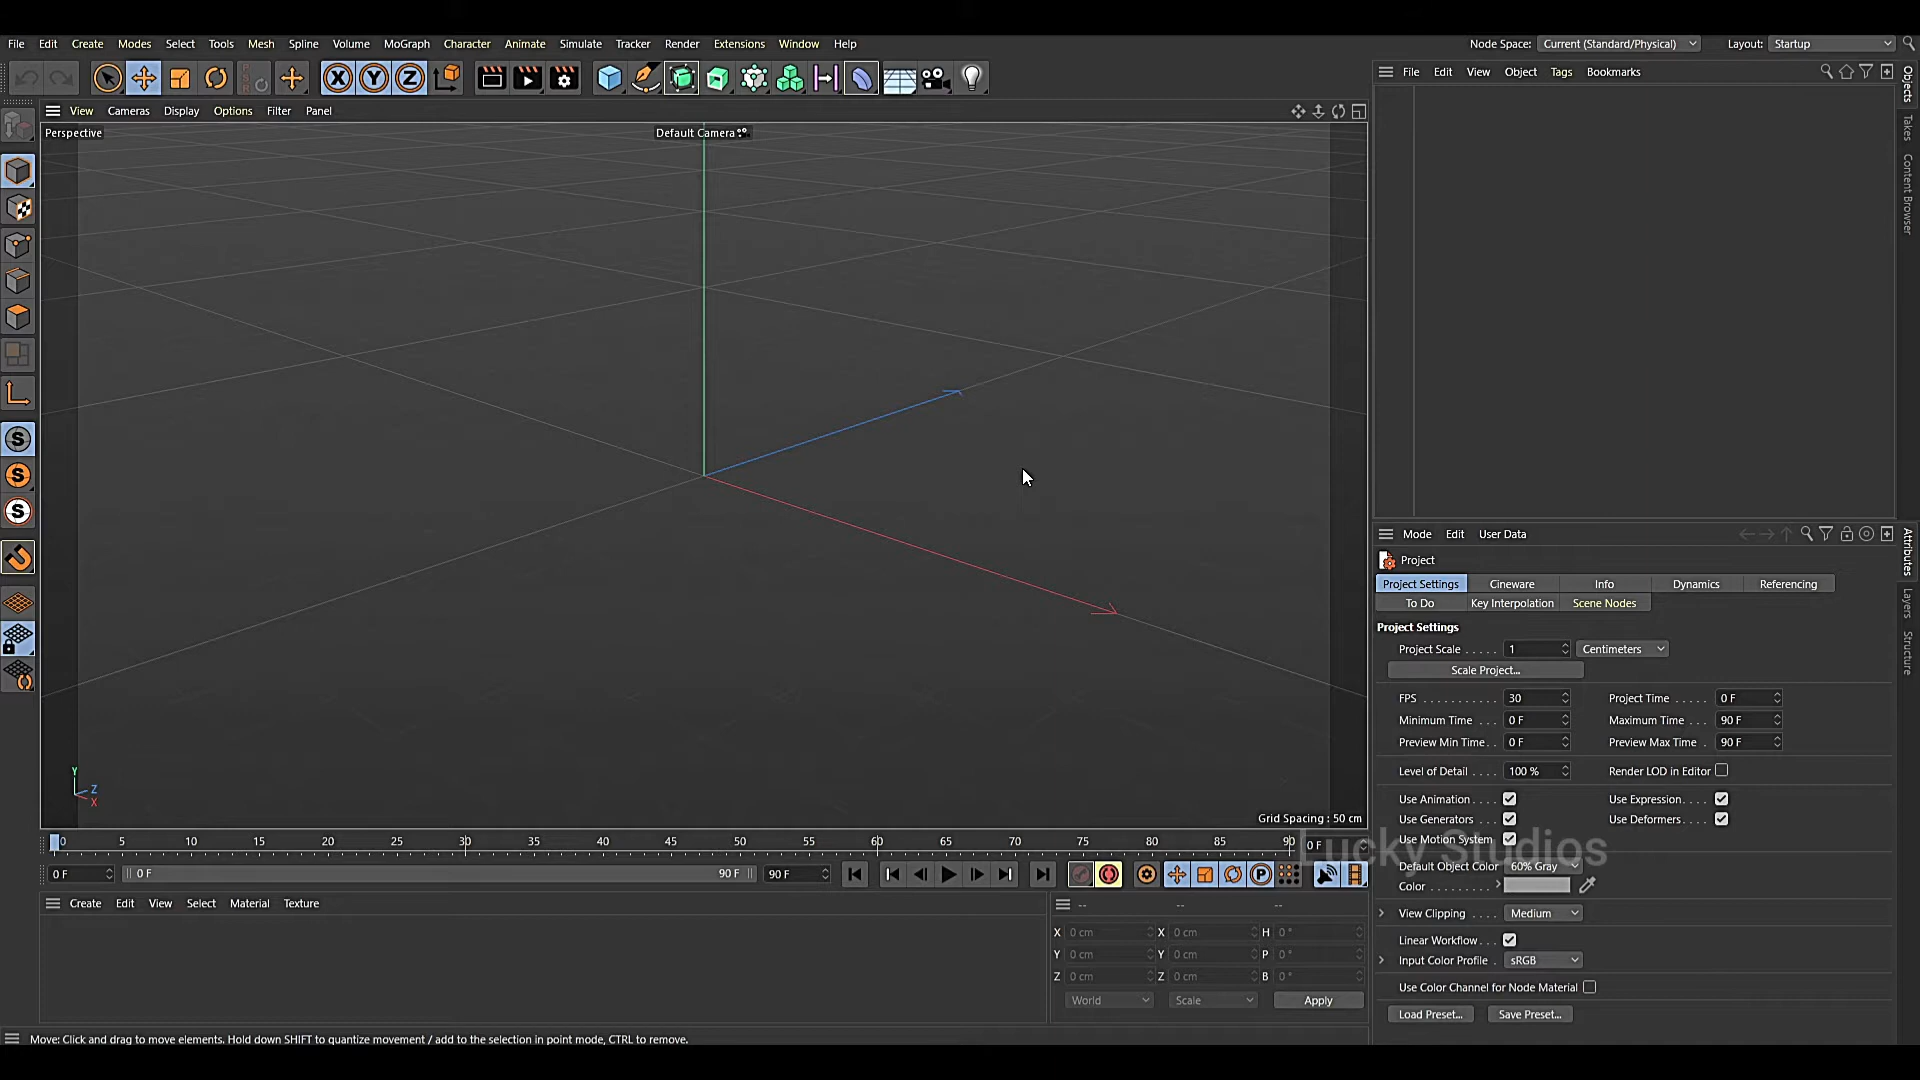 File Edit Create Modes Select Tools Mesh Spline Volume MoGraph Character Animate Simulate Tracker Render Extensions Window Help
Node Space: Current (Standard/Physical) Layout: Startup
X Y Z
File Edit View Object Tags Bookmarks
Objects
Takes
Content Browser
View Cameras Display Options Filter Panel
Perspective
Default Camera
S
S
S
Y
Z
X
Grid Spacing : 50 cm
Mode Edit User Data
Attributes
Layers
Structure
Project
Project Settings Cineware Info Dynamics Referencing
To Do Key Interpolation Scene Nodes
Project Settings
Project Scale . . . . . 1 Centimeters
Scale Project...
FPS . . . . . . . . . . . 30 Project Time . . . . . 0 F
Minimum Time . . . 0 F Maximum Time . . . 90 F
Preview Min Time . . 0 F Preview Max Time . 90 F
Level of Detail . . . . 100 % Render LOD in Editor
Use Animation . . . . Use Expression . . . .
Use Generators . . . . Use Deformers . . . .
Use Motion System
Lucky Studios
Default Object Color 60% Gray
Color . . . . . . . . . .
View Clipping . . . . Medium
Linear Workflow . . .
Input Color Profile . sRGB
Use Color Channel for Node Material
Load Preset... Save Preset...
0 5 10 15 20 25 30 35 40 45 50 55 60 65 70 75 80 85 90 0 F
0 F 0 F 90 F 90 F
P
Create Edit View Select Material Texture
-- -- --
X 0 cm X 0 cm H 0 °
Y 0 cm Y 0 cm P 0 °
Z 0 cm Z 0 cm B 0 °
World Scale Apply
Move: Click and drag to move elements. Hold down SHIFT to quantize movement / add to the selection in point mode, CTRL to remove.